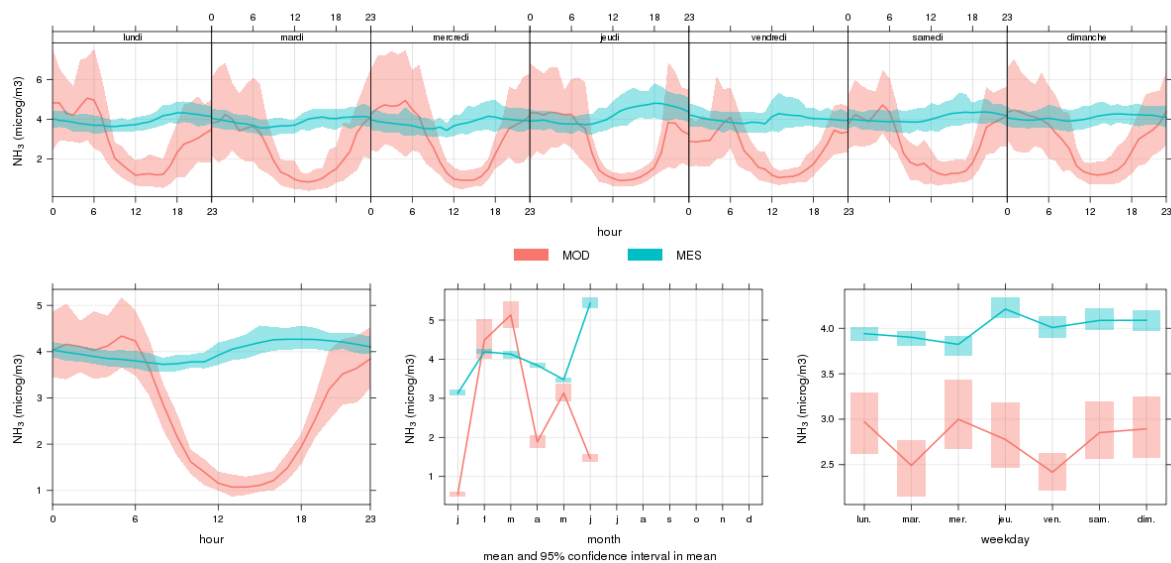 0 6 12 18 23 0 6 12 18 23 0 6 12 18 23
lundi mardi mercredi jeudi vendredi samedi dimanche
NH3 (microg/m3)
6
4
2
0 6 12 18 23 0 6 12 18 23 0 6 12 18 23 0 6 12 18 23
hour
MOD MES
NH3 (microg/m3)
5
4
3
2
1
0 6 12 18 23
hour
NH3 (microg/m3)
5
4
3
2
1
j f m a m j j a s o n d
month
NH3 (microg/m3)
4.0
3.5
3.0
2.5
lun. mar. mer. jeu. ven. sam. dim.
weekday
mean and 95% confidence interval in mean